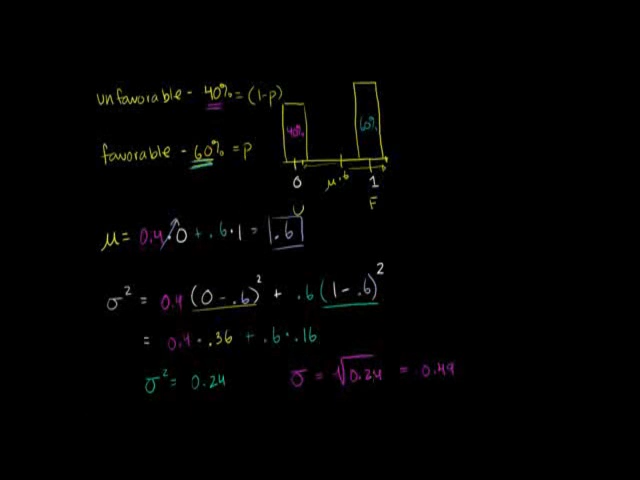 unfavorable - 40% = (1-p)
favorable - 60% = p
40%
60%
0
μ .6
1
U
F
μ = 0.4 · 0 + .6 · 1 = .6
σ² = 0.4 (0 - .6)² + .6 (1 - .6)²
= 0.4 · .36 + .6 · .16
σ² = 0.24
σ = √0.24 = 0.49